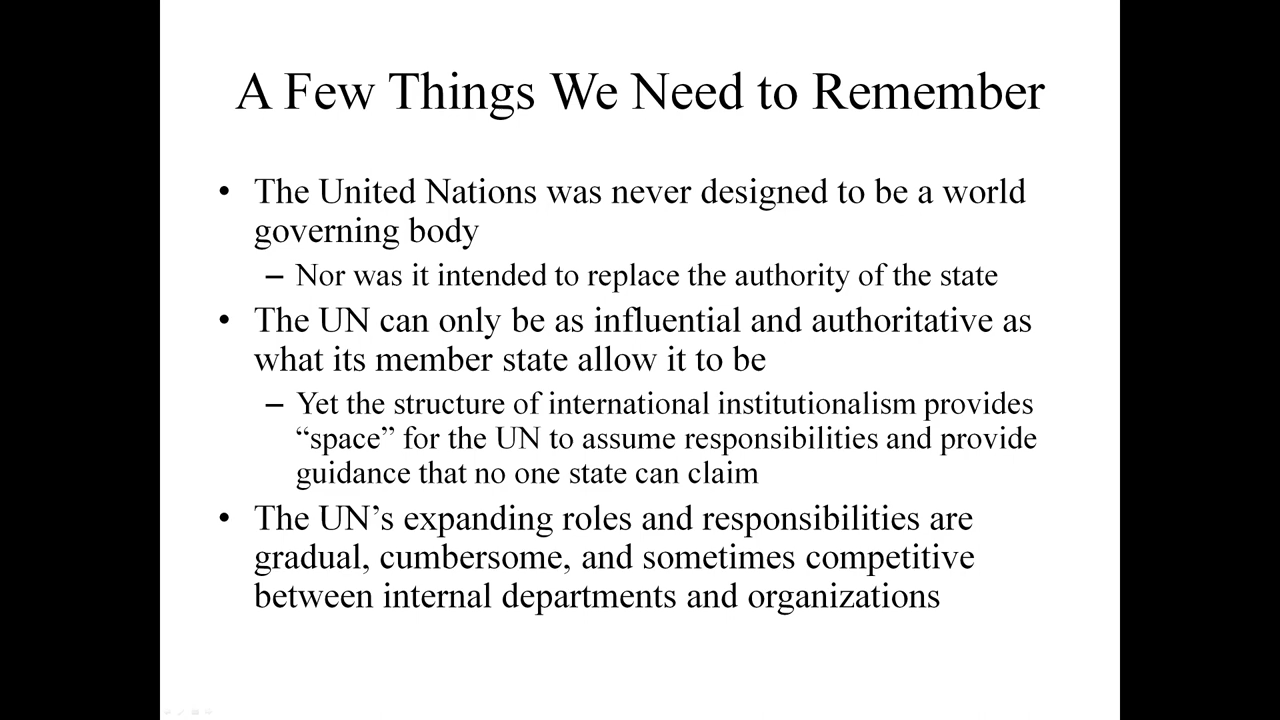 A Few Things We Need to Remember
• The United Nations was never designed to be a world
governing body
– Nor was it intended to replace the authority of the state
• The UN can only be as influential and authoritative as
what its member state allow it to be
– Yet the structure of international institutionalism provides
“space” for the UN to assume responsibilities and provide
guidance that no one state can claim
• The UN’s expanding roles and responsibilities are
gradual, cumbersome, and sometimes competitive
between internal departments and organizations